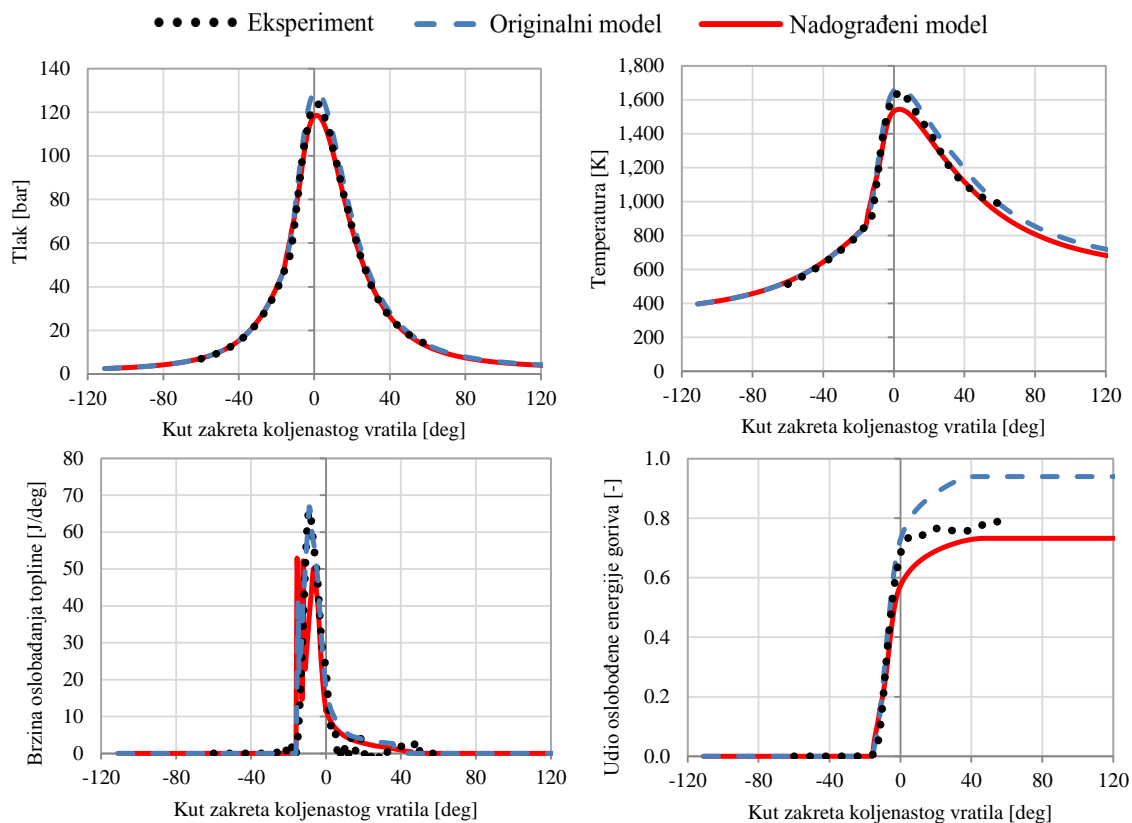 Eksperiment Originalni model Nadograđeni model
140
120
100
80
60
40
20
0
-120 -80 -40 0 40 80 120
Tlak [bar]
Kut zakreta koljenastog vratila [deg]
1,800
1,600
1,400
1,200
1,000
800
600
400
200
0
-120 -80 -40 0 40 80 120
Temperatura [K]
Kut zakreta koljenastog vratila [deg]
80
70
60
50
40
30
20
10
0
-120 -80 -40 0 40 80 120
Brzina oslobađanja topline [J/deg]
Kut zakreta koljenastog vratila [deg]
1.0
0.8
0.6
0.4
0.2
0.0
-120 -80 -40 0 40 80 120
Udio oslobođene energije goriva [-]
Kut zakreta koljenastog vratila [deg]